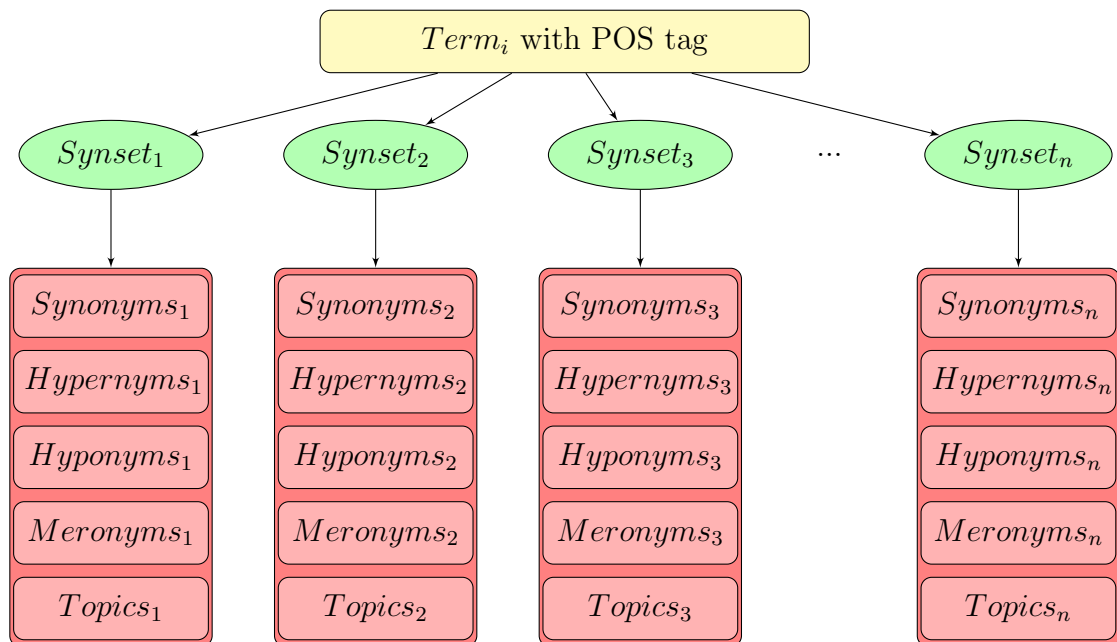 Term_i with POS tag
Synset_1 Synset_2 Synset_3 ... Synset_n
Synonyms_1 Synonyms_2 Synonyms_3 Synonyms_n
Hypernyms_1 Hypernyms_2 Hypernyms_3 Hypernyms_n
Hyponyms_1 Hyponyms_2 Hyponyms_3 Hyponyms_n
Meronyms_1 Meronyms_2 Meronyms_3 Meronyms_n
Topics_1 Topics_2 Topics_3 Topics_n